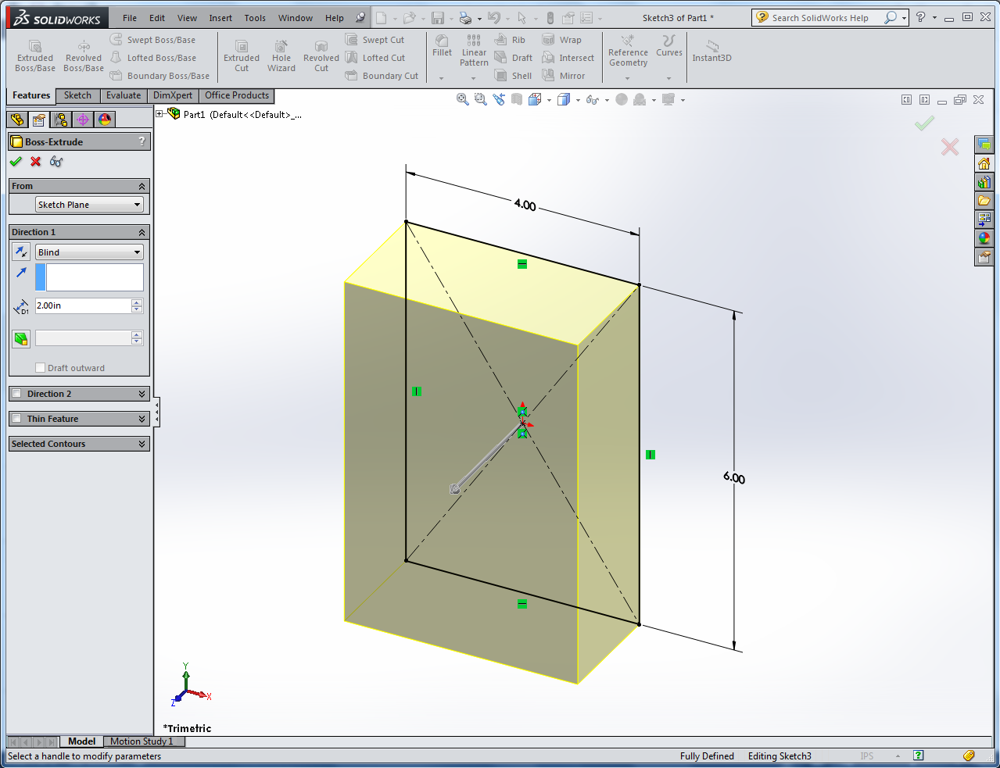 SOLIDWORKS File Edit View Insert Tools Window Help Sketch3 of Part1 * Search SolidWorks Help ?
Extruded Boss/Base
Revolved Boss/Base
Swept Boss/Base
Lofted Boss/Base
Boundary Boss/Base
Extruded Cut
Hole Wizard
Revolved Cut
Swept Cut
Lofted Cut
Boundary Cut
Fillet
Linear Pattern
Rib
Draft
Shell
Wrap
Intersect
Mirror
Reference Geometry
Curves
Instant3D
Features Sketch Evaluate DimXpert Office Products
Part1 (Default<<Default>_...
Boss-Extrude ?
From
Sketch Plane
Direction 1
Blind
D1 2.00in
Draft outward
Direction 2
Thin Feature
Selected Contours
4.00
6.00
Y
X
Z
*Trimetric
Model Motion Study 1
Select a handle to modify parameters Fully Defined Editing Sketch3 IPS ?